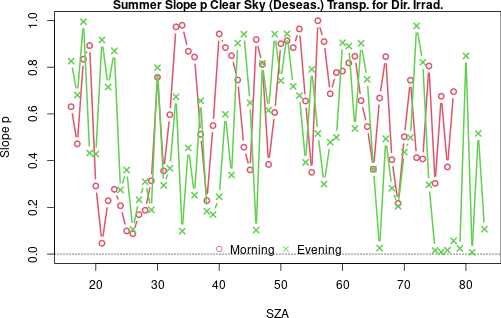 Summer Slope p Clear Sky (Deseas.) Transp. for Dir. Irrad.
Slope p
1.0
0.8
0.6
0.4
0.2
0.0
Morning
Evening
20
30
40
50
60
70
80
SZA